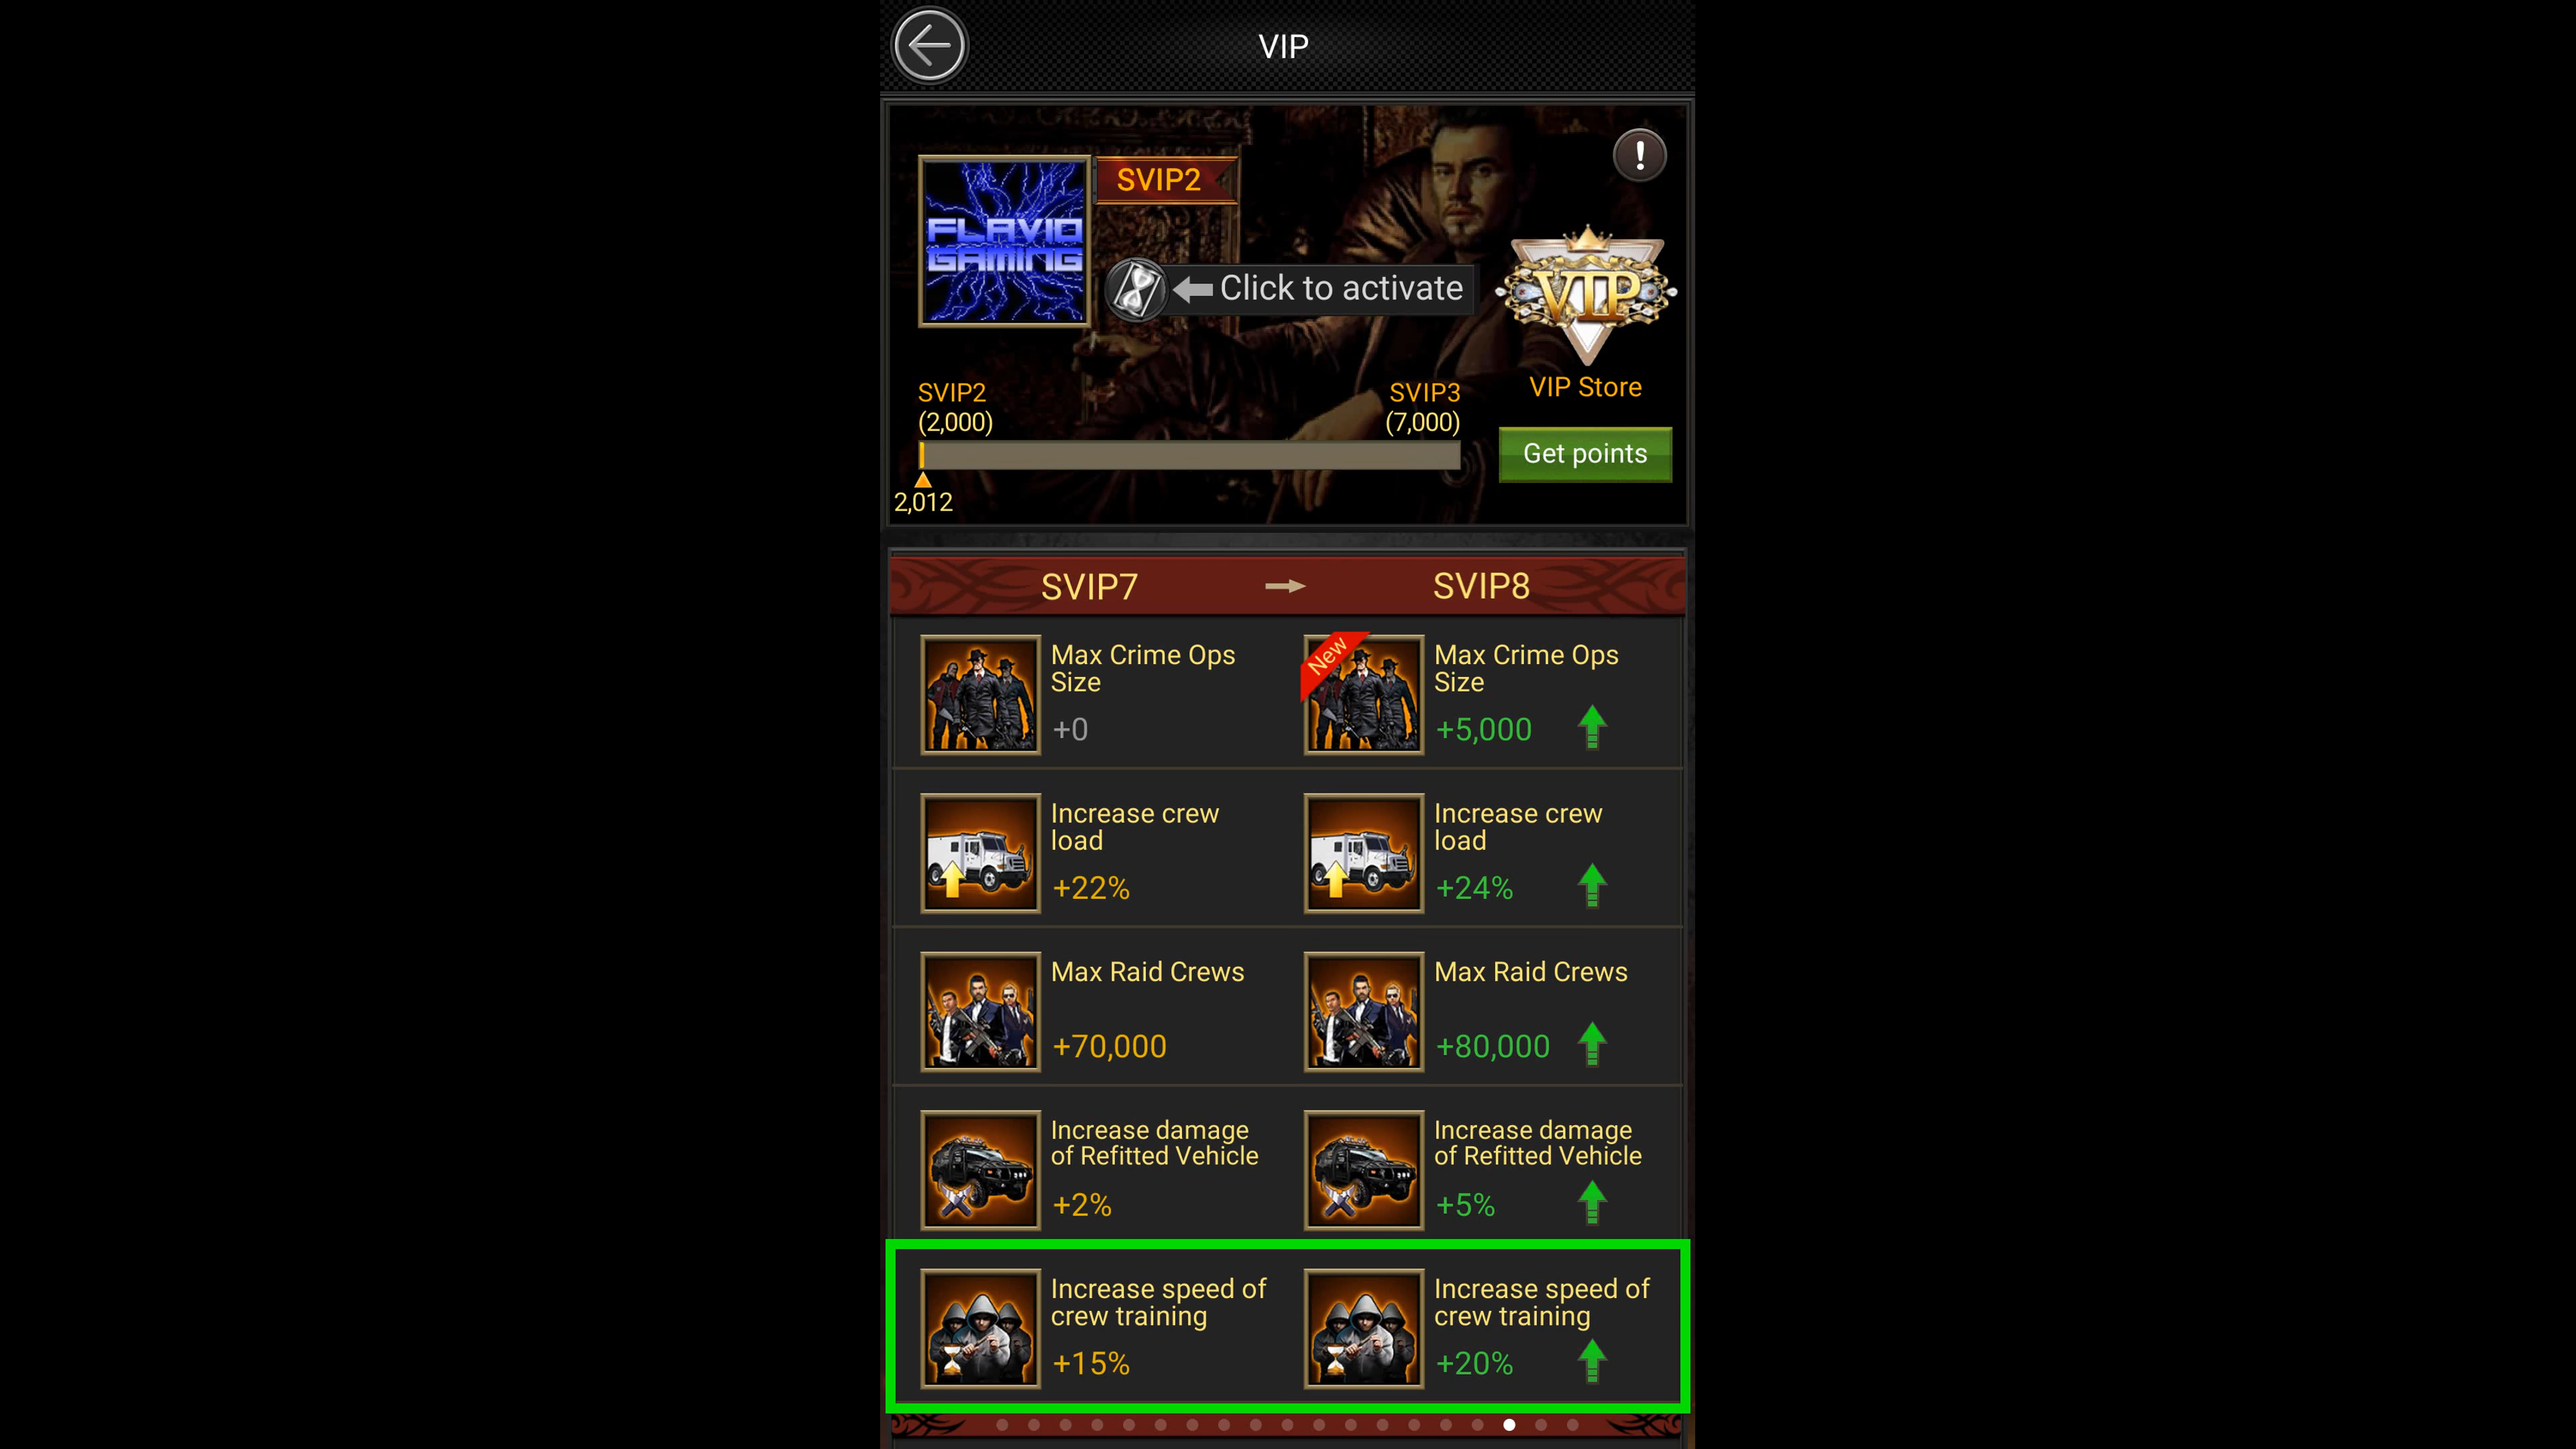 VIP
SVIP2
FLAVIO
GAMING
Click to activate
VIP
SVIP2
(2,000)
SVIP3
(7,000)
VIP Store
Get points
2,012
SVIP7
SVIP8
Max Crime Ops
Size
+0
New
Max Crime Ops
Size
+5,000
Increase crew
load
+22%
Increase crew
load
+24%
Max Raid Crews
+70,000
Max Raid Crews
+80,000
Increase damage
of Refitted Vehicle
+2%
Increase damage
of Refitted Vehicle
+5%
Increase speed of
crew training
+15%
Increase speed of
crew training
+20%